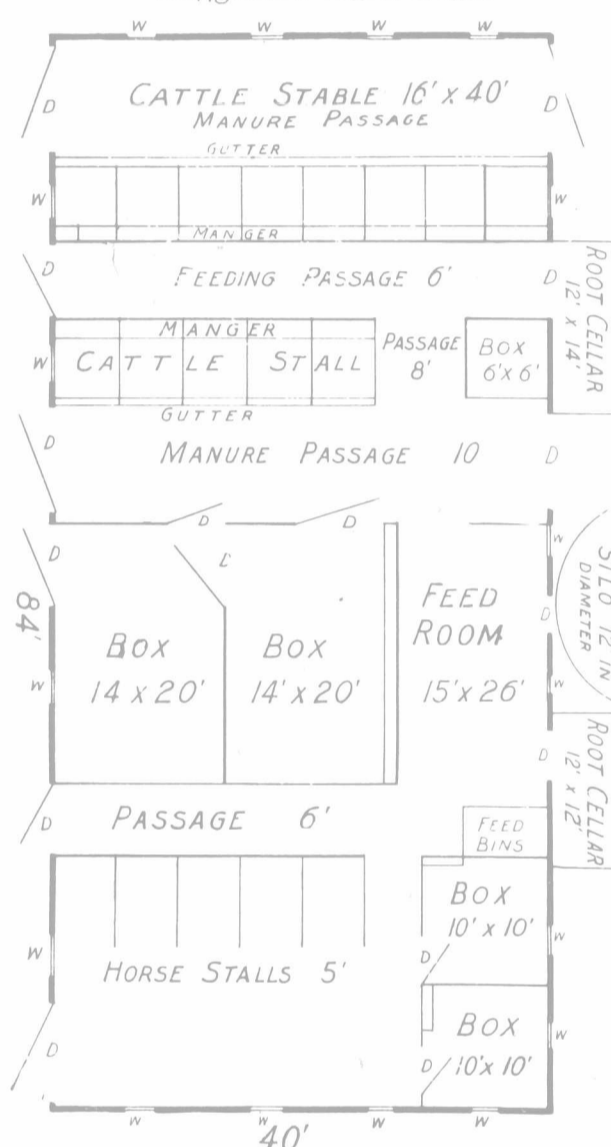 No
W W W W
D CATTLE STABLE 16' x 40' D
MANURE PASSAGE
GUTTER
W W
MANGER
D FEEDING PASSAGE 6' D
ROOT CELLAR
12' x 14'
MANGER
W CATTLE STALL
PASSAGE
8'
BOX
6'x 6'
GUTTER
D MANURE PASSAGE 10 D
D D
D D
W
SILO 12 IN
DIAMETER
D
84'
BOX
14 x 20'
BOX
14' x 20'
FEED
ROOM
15'x 26'
W W
ROOT CELLAR
12' x 12'
D
D PASSAGE 6'
FEED
BINS
BOX
10' x 10'
W
D
W HORSE STALLS 5'
BOX
10'x 10'
W
D
D
W W W W
40'